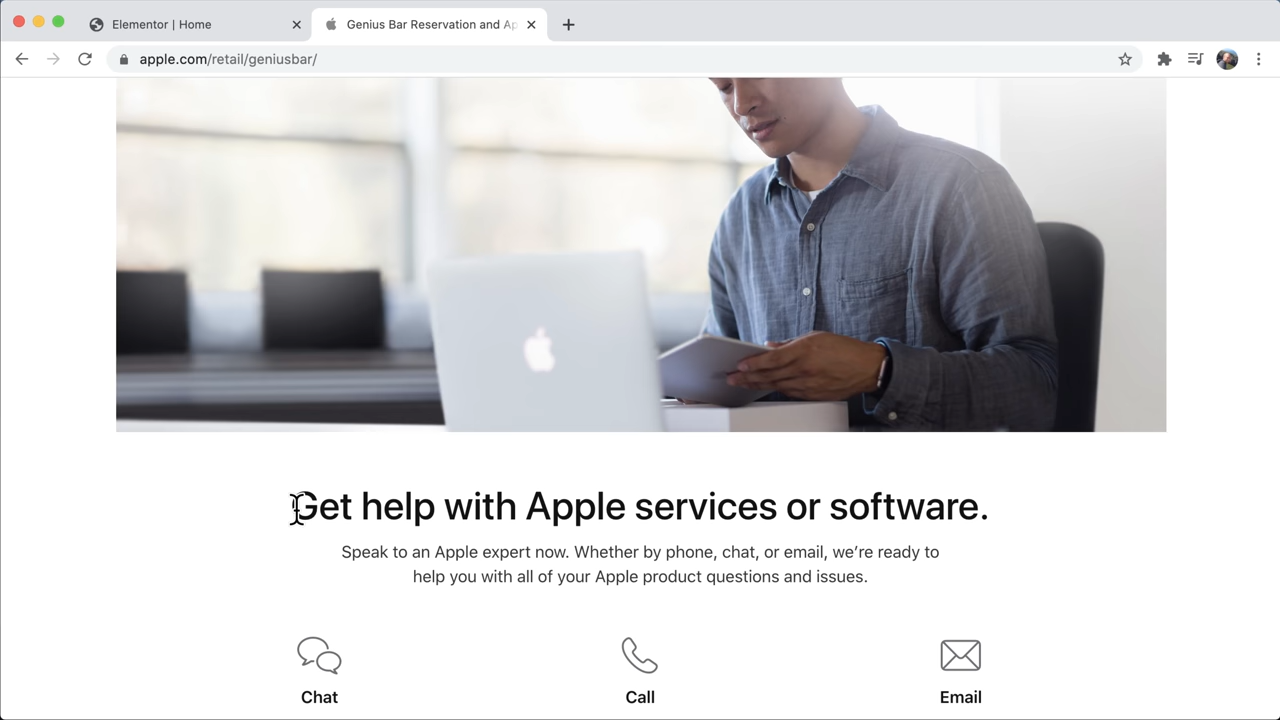 Elementor | Home
Genius Bar Reservation and Ap
apple.com/retail/geniusbar/
Get help with Apple services or software.
Speak to an Apple expert now. Whether by phone, chat, or email, we’re ready to
help you with all of your Apple product questions and issues.
Chat
Call
Email